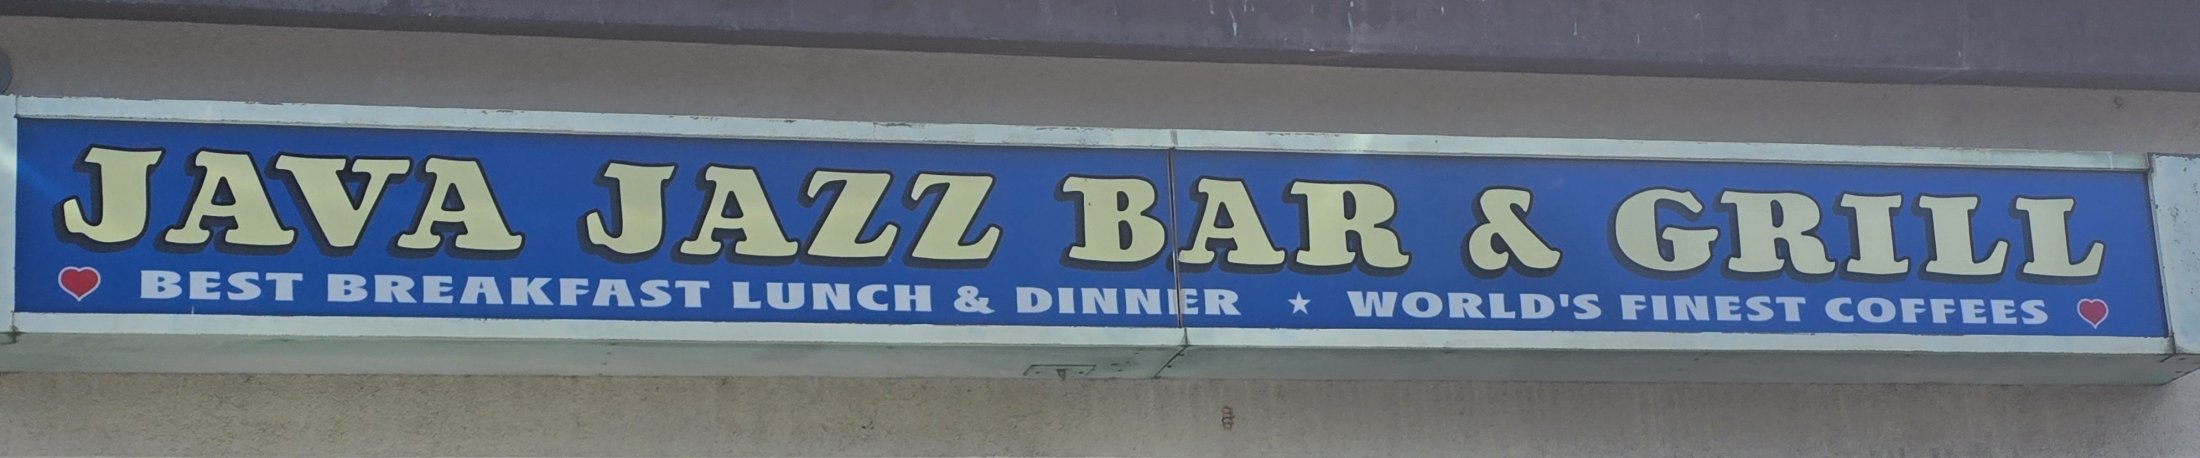 JAVA JAZZ BAR & GRILL
BEST BREAKFAST LUNCH & DINNER ★ WORLD'S FINEST COFFEES